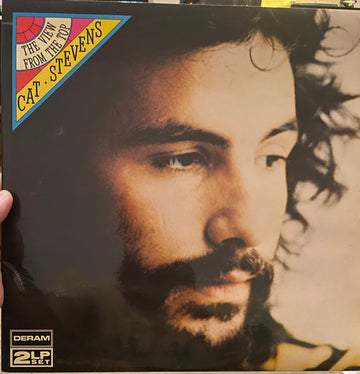 THE VIEW
FROM THE TOP
CAT · STEVENS
DERAM
2LP
SET